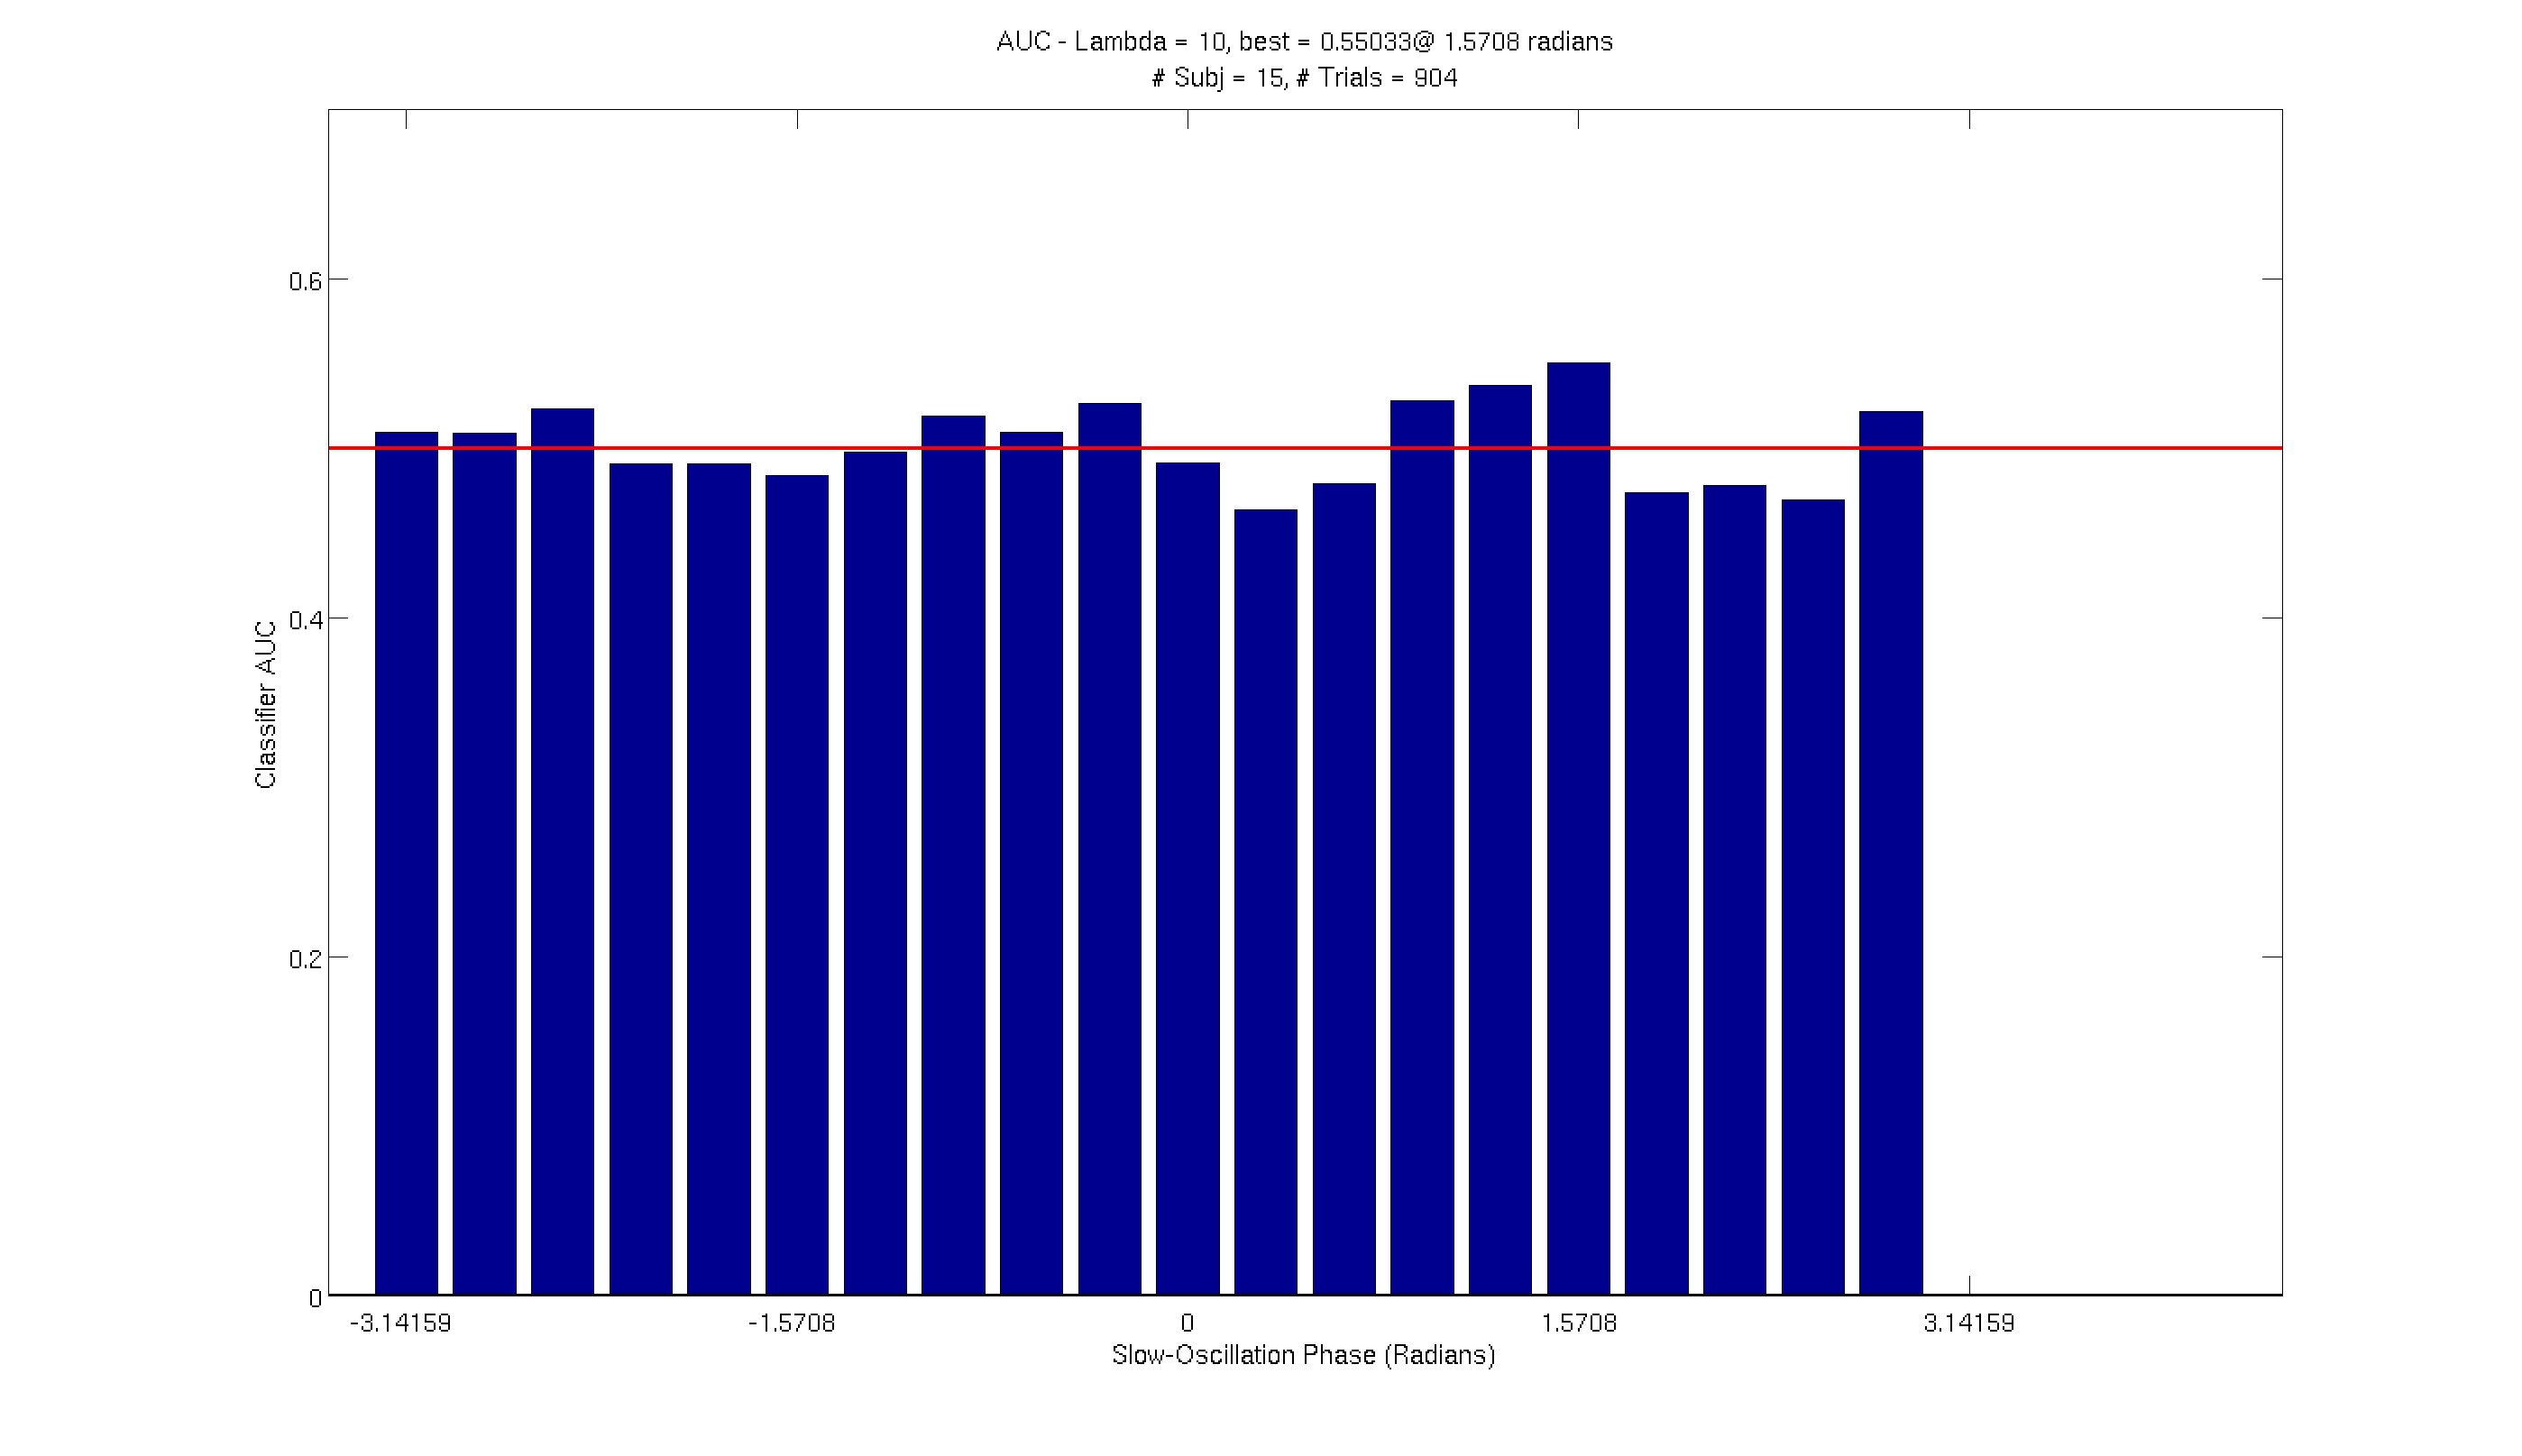 AUC - Lambda = 10, best = 0.55033@ 1.5708 radians
# Subj = 15, # Trials = 904
0.6
0.4
0.2
0
Classifier AUC
-3.14159
-1.5708
0
1.5708
3.14159
Slow-Oscillation Phase (Radians)